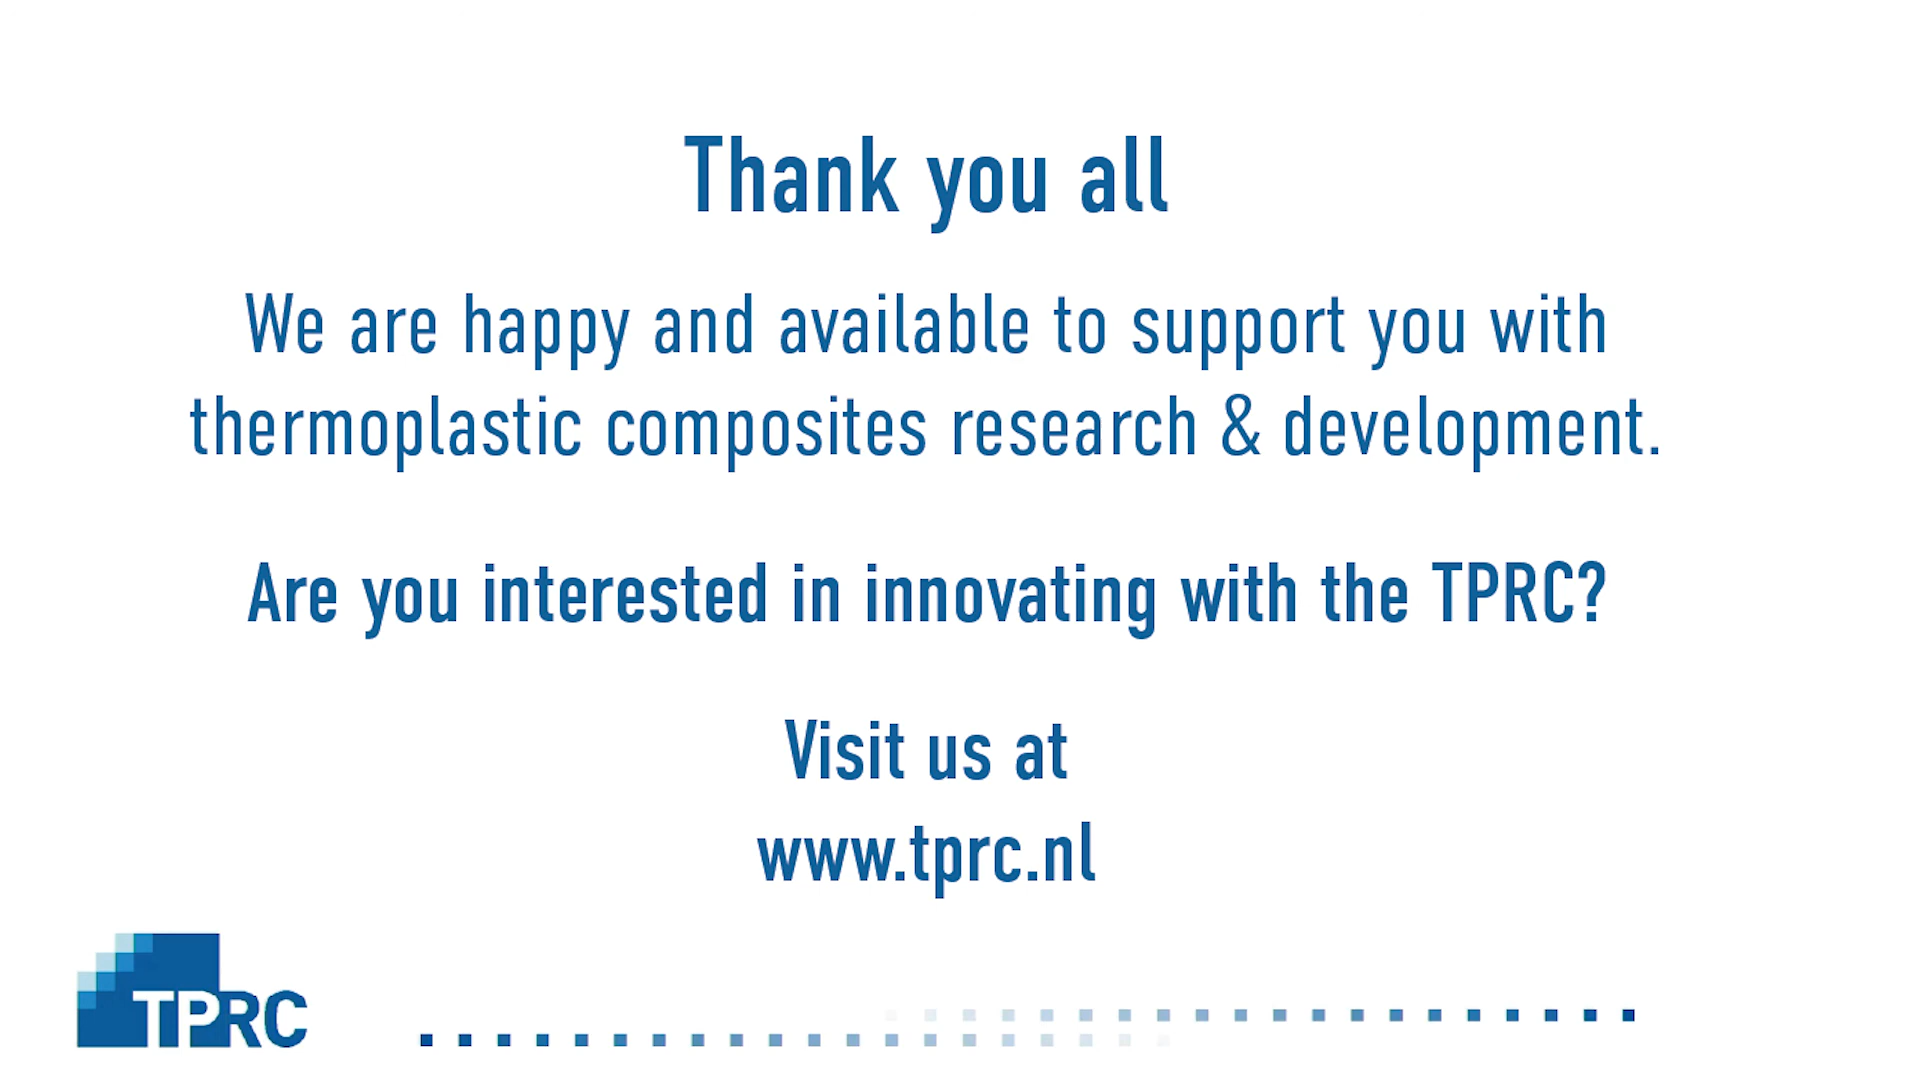 Thank you all
We are happy and available to support you with
thermoplastic composites research & development.
Are you interested in innovating with the TPRC?
Visit us at
www.tprc.nl
TPRC